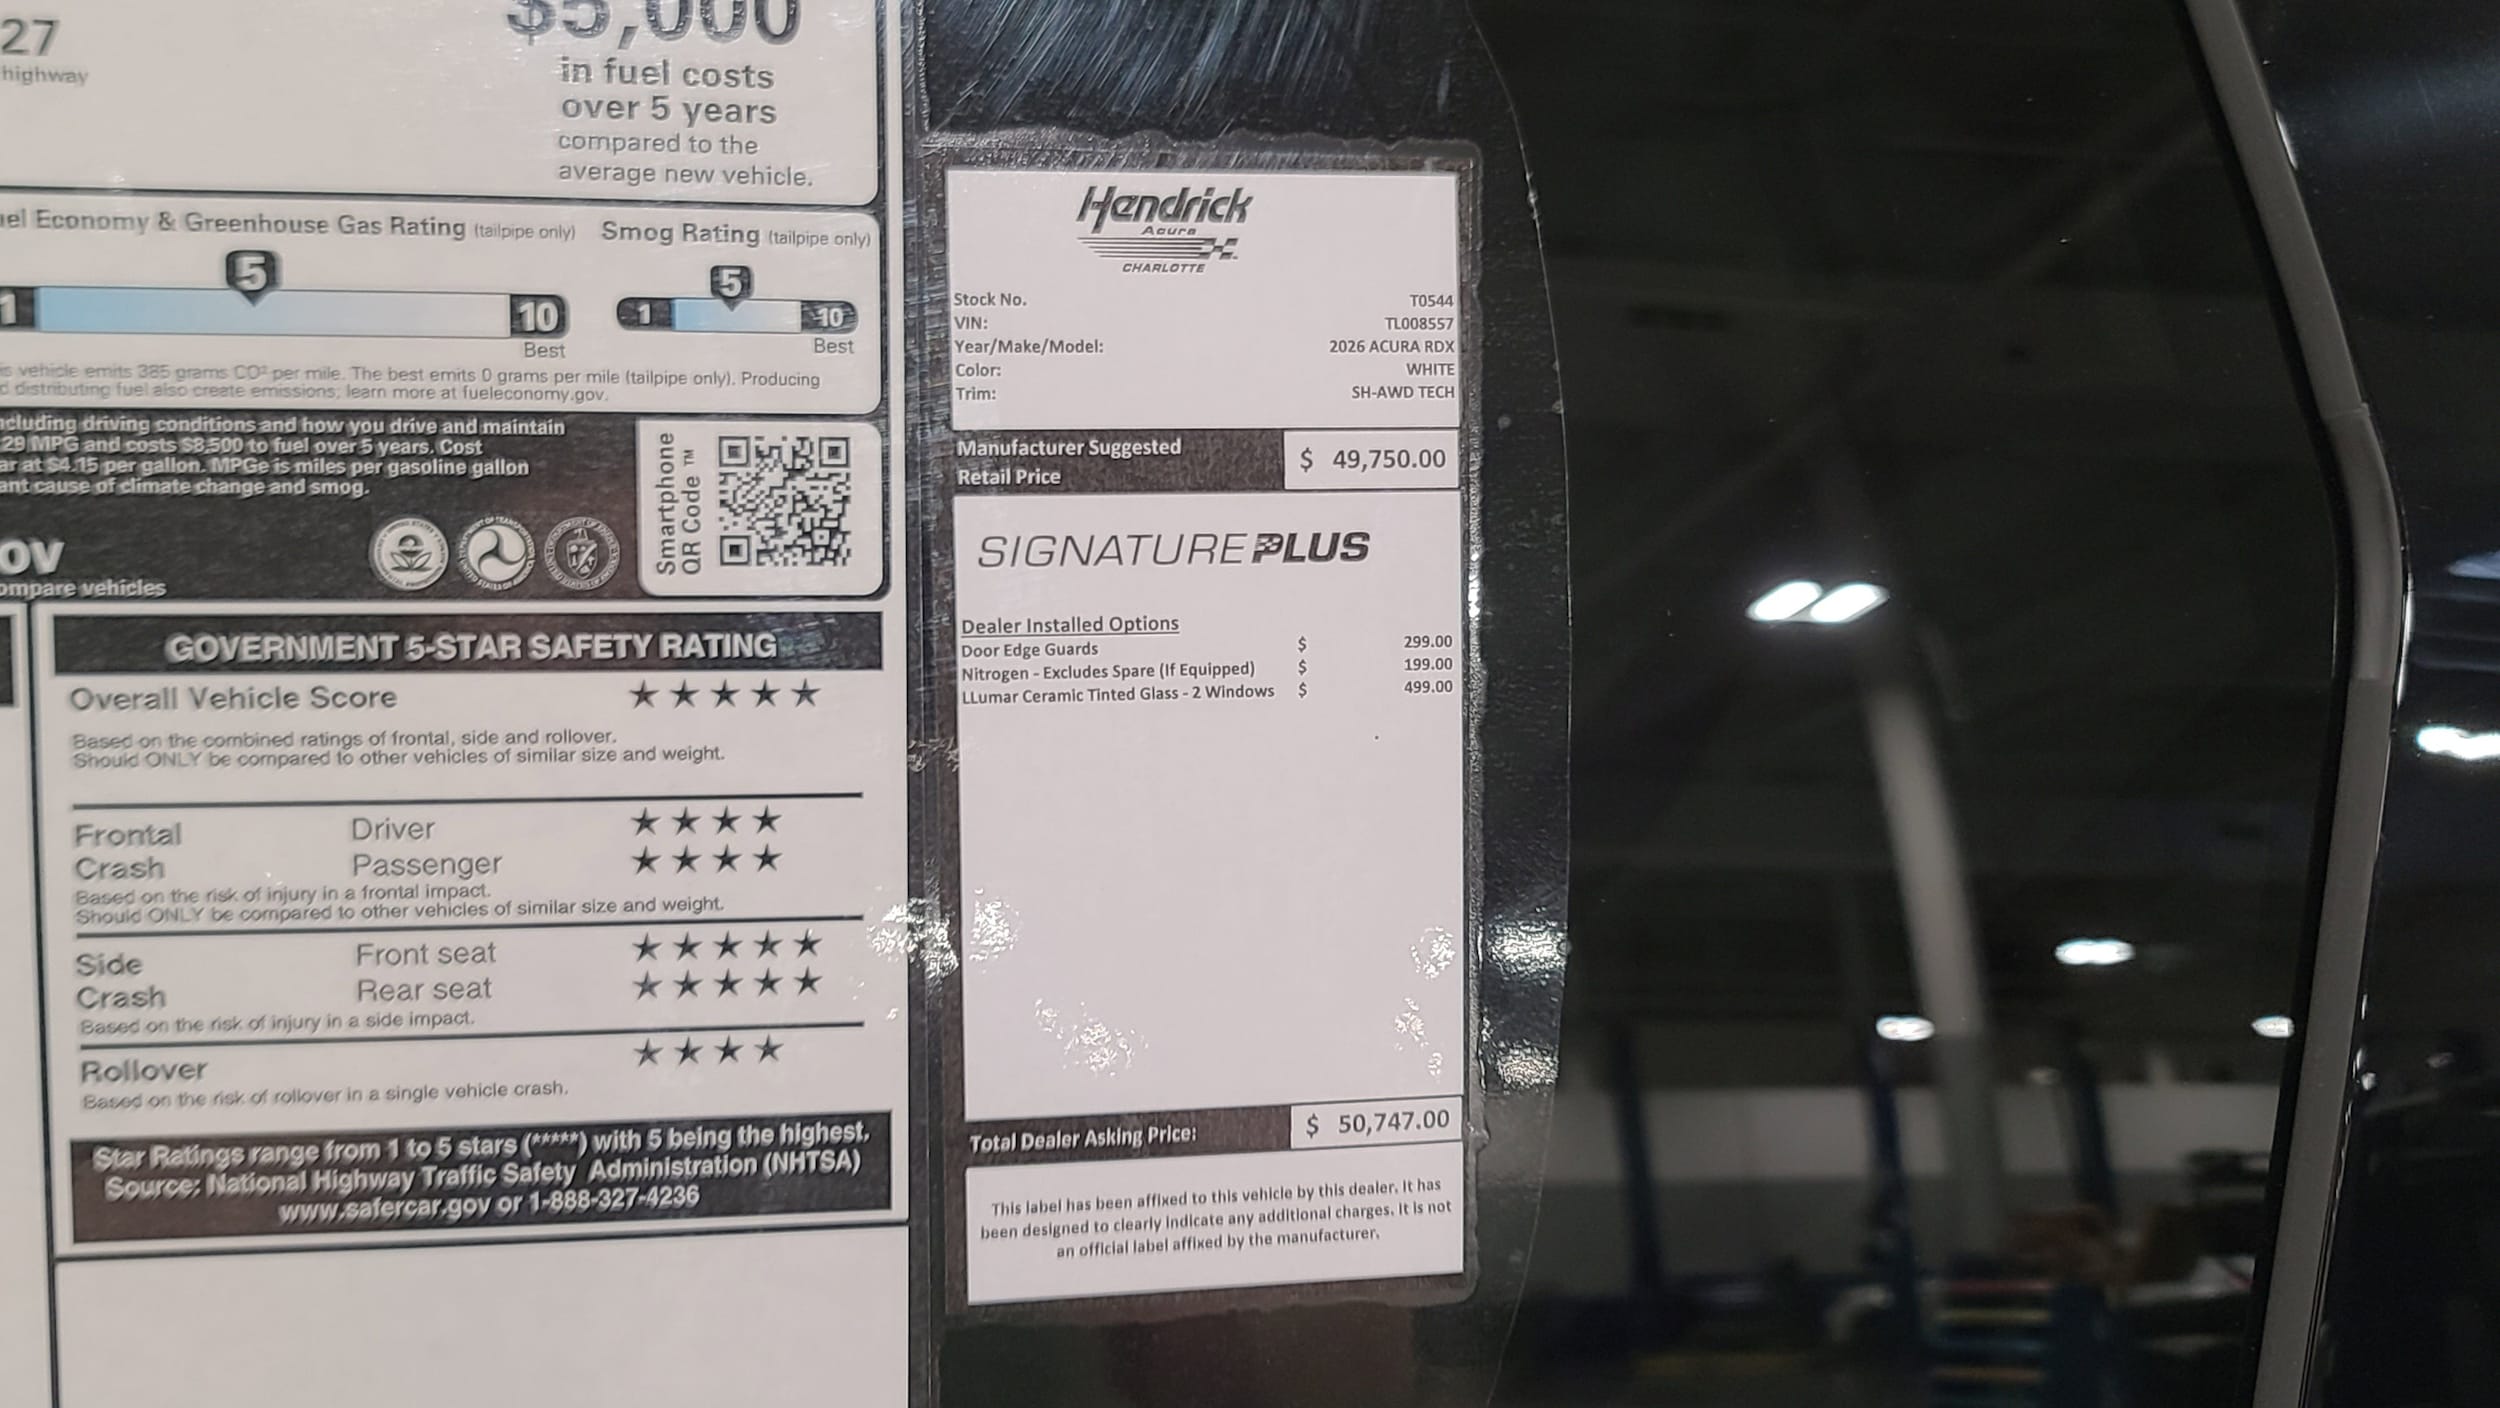 27
highway
$5,000
in fuel costs
over 5 years
compared to the
average new vehicle.
Economy & Greenhouse Gas Rating (tailpipe only)
Smog Rating (tailpipe only)
5
1
10
Best
5
1
10
Best
vehicle emits 385 grams CO² per mile. The best emits 0 grams per mile (tailpipe only). Producing
distributing fuel also create emissions; learn more at fueleconomy.gov.
driving conditions and how you drive and maintain
29 MPG and costs $8,500 to fuel over 5 years. Cost
at $4.15 per gallon. MPGe is miles per gasoline gallon
cause of climate change and smog.
vehicles
Smartphone
QR Code™
GOVERNMENT 5-STAR SAFETY RATING
Overall Vehicle Score ★★★★★
Based on the combined ratings of frontal, side and rollover.
Should ONLY be compared to other vehicles of similar size and weight.
Frontal Driver ★★★★
Crash Passenger ★★★★
Based on the risk of injury in a frontal impact.
Should ONLY be compared to other vehicles of similar size and weight.
Side Front seat ★★★★★
Crash Rear seat ★★★★★
Based on the risk of injury in a side impact.
Rollover ★★★★
Based on the risk of rollover in a single vehicle crash.
Star Ratings range from 1 to 5 stars (*****) with 5 being the highest,
Source: National Highway Traffic Safety Administration (NHTSA)
www.safercar.gov or 1-888-327-4236
Hendrick
Acura
CHARLOTTE
Stock No. T0544
VIN: TL008557
Year/Make/Model: 2026 ACURA RDX
Color: WHITE
Trim: SH-AWD TECH
Manufacturer Suggested
Retail Price
$ 49,750.00
SIGNATURE PLUS
Dealer Installed Options
Door Edge Guards $ 299.00
Nitrogen - Excludes Spare (If Equipped) $ 199.00
LLumar Ceramic Tinted Glass - 2 Windows $ 499.00
Total Dealer Asking Price: $ 50,747.00
This label has been affixed to this vehicle by this dealer. It has
been designed to clearly indicate any additional charges. It is not
an official label affixed by the manufacturer.